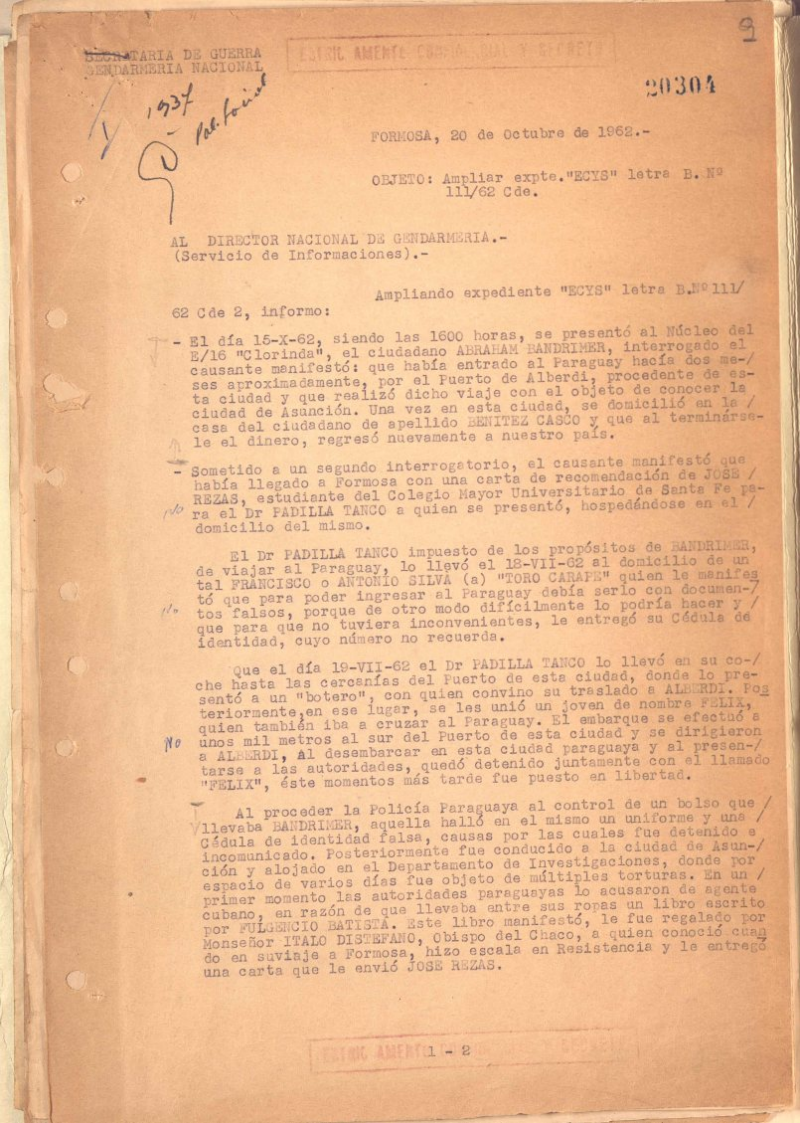 9
SECRETARIA DE GUERRA
GENDARMERIA NACIONAL
ESTRICTAMENTE CONFIDENCIAL Y SECRETO
20304
1937
FORMOSA, 20 de Octubre de 1962.-
OBJETO: Ampliar expte."ECYS" letra B. Nº
111/62 Cde.
AL DIRECTOR NACIONAL DE GENDARMERIA.-
(Servicio de Informaciones).-
Ampliando expediente "ECYS" letra B.Nº111/
62 Cde 2, informo:
- El día 15-X-62, siendo las 1600 horas, se presentó al Núcleo del
E/16 "Clorinda", el ciudadano ABRAHAM BANDRIMER, interrogado el
causante manifestó: que había entrado al Paraguay hacía dos me-/
ses aproximadamente, por el Puerto de Alberdi, procedente de es-
ta ciudad y que realizó dicho viaje con el objeto de conocer la
ciudad de Asunción. Una vez en esta ciudad, se domicilió en la /
casa del ciudadano de apellido BENITEZ CASCO y que al terminárse-
le el dinero, regresó nuevamente a nuestro país.
- Sometido a un segundo interrogatorio, el causante manifestó que
había llegado a Formosa con una carta de recomendación de JOSE /
REZAS, estudiante del Colegio Mayor Universitario de Santa Fe pa-
No
ra el Dr PADILLA TANCO a quien se presentó, hospedándose en el /
domicilio del mismo.
El Dr PADILLA TANCO impuesto de los propósitos de BANDRIMER,
de viajar al Paraguay, lo llevó el 18-VII-62 al domicilio de un
tal FRANCISCO o ANTONIO SILVA (a) "TORO CARAPE" quien le manifes
tó que para poder ingresar al Paraguay debía serlo con documen-/
No
tos falsos, porque de otro modo difícilmente lo podría hacer y /
que para que no tuviera inconvenientes, le entregó su Cédula de
identidad, cuyo número no recuerda.
Que el día 19-VII-62 el Dr PADILLA TANCO lo llevó en su co-/
che hasta las cercanías del Puerto de esta ciudad, donde lo pre-
sentó a un "botero", con quien convino su traslado a ALBERDI. Pos
teriormente,en ese lugar, se les unió un joven de nombre FELIX,
quien también iba a cruzar al Paraguay. El embarque se efectuó a
No
unos mil metros al sur del Puerto de esta ciudad y se dirigieron
a ALBERDI, Al desembarcar en esta ciudad paraguaya y al presen-/
tarse a las autoridades, quedó detenido juntamente con el llamado
"FELIX", éste momentos más tarde fue puesto en libertad.
Al proceder la Policía Paraguaya al control de un bolso que /
llevaba BANDRIMER, aquella halló en el mismo un uniforme y una /
Cédula de identidad falsa, causas por las cuales fue detenido e
incomunicado. Posteriormente fue conducido a la ciudad de Asun-/
ción y alojado en el Departamento de Investigaciones, donde por
espacio de varios días fue objeto de múltiples torturas. En un /
primer momento las autoridades paraguayas lo acusaron de agente
cubano, en razón de que llevaba entre sus ropas un libro escrito
por FULGENCIO BATISTA. Este libro manifestó, le fue regalado por
Monseñor ITALO DISTEFANO, Obispo del Chaco, a quien conoció cuan
do en suviaje a Formosa, hizo escala en Resistencia y le entregó
una carta que le envió JOSE REZAS.
1 - 2
ESTRICTAMENTE CONFIDENCIAL Y SECRETO